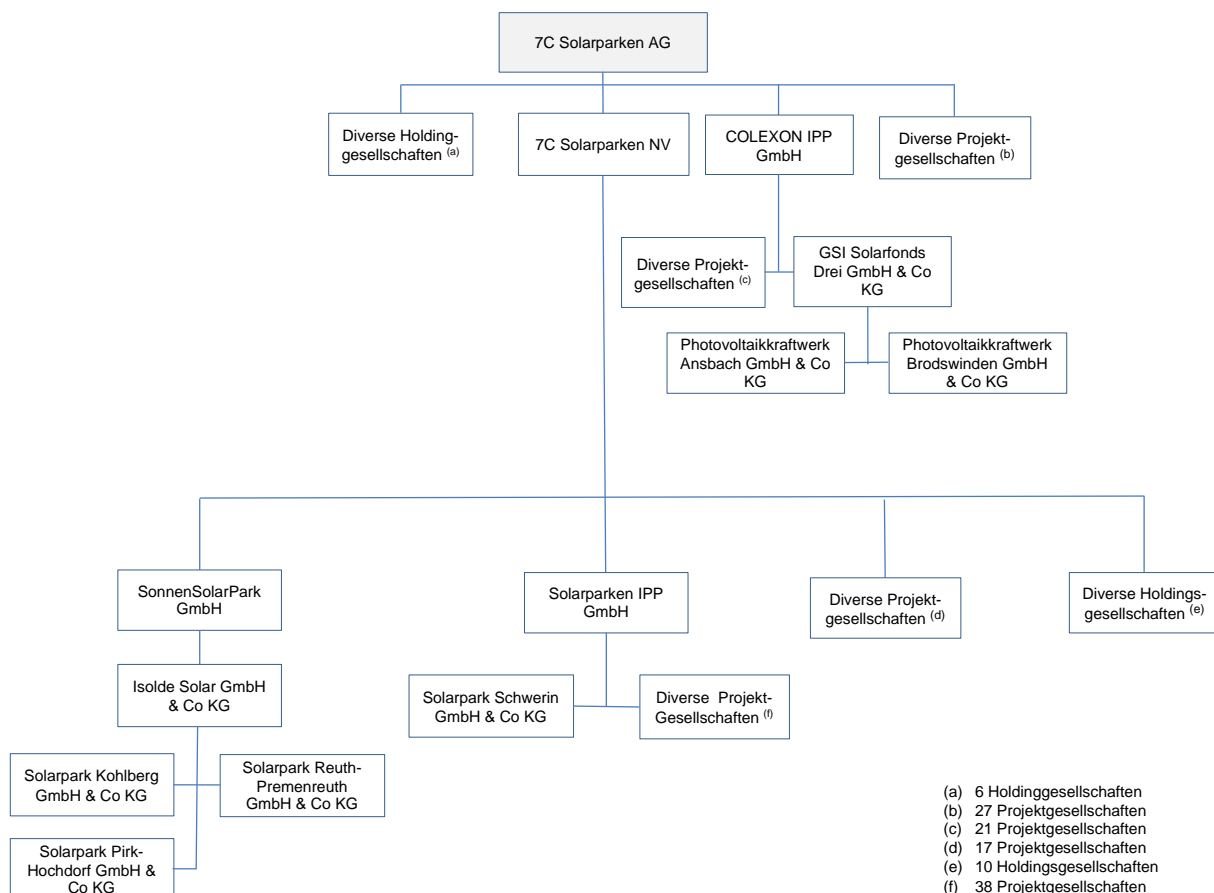 7C Solarparken AG
Diverse Holding-
gesellschaften (a)
7C Solarparken NV
COLEXON IPP
GmbH
Diverse Projekt-
gesellschaften (b)
Diverse Projekt-
gesellschaften (c)
GSI Solarfonds
Drei GmbH & Co
KG
Photovoltaikkraftwerk
Ansbach GmbH & Co
KG
Photovoltaikkraftwerk
Brodswinden GmbH
& Co KG
SonnenSolarPark
GmbH
Solarparken IPP
GmbH
Diverse Projekt-
gesellschaften (d)
Diverse Holdings-
gesellschaften (e)
Isolde Solar GmbH
& Co KG
Solarpark Schwerin
GmbH & Co KG
Diverse Projekt-
Gesellschaften (f)
Solarpark Kohlberg
GmbH & Co KG
Solarpark Reuth-
Premenreuth
GmbH & Co KG
Solarpark Pirk-
Hochdorf GmbH &
Co KG
(a) 6 Holdinggesellschaften
(b) 27 Projektgesellschaften
(c) 21 Projektgesellschaften
(d) 17 Projektgesellschaften
(e) 10 Holdingsgesellschaften
(f) 38 Projektgesellschaften